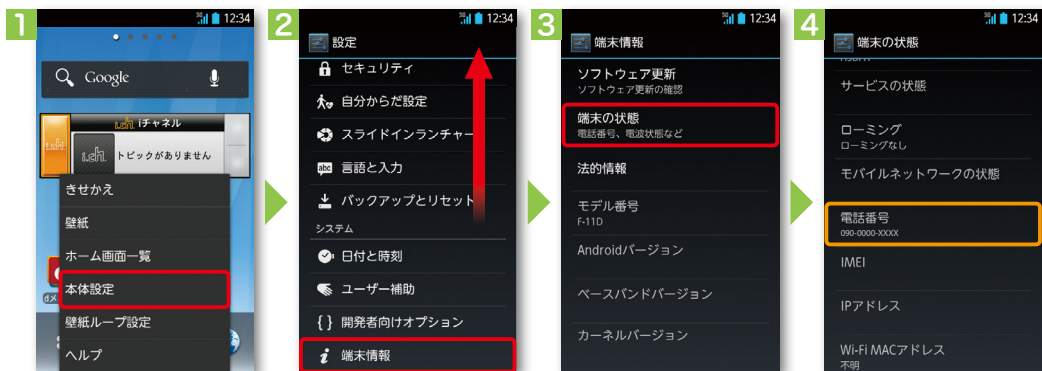 1
12:34
Google
i.ch
iチャネル
i.ch
i.ch
トピックがありません
きせかえ
壁紙
ホーム画面一覧
本体設定
壁紙ループ設定
ヘルプ
dメ
2
3G
12:34
設定
セキュリティ
自分からだ設定
スライドインランチャー
abc
言語と入力
バックアップとリセット
システム
日付と時刻
ユーザー補助
{ } 開発者向けオプション
i 端末情報
3
3G
12:34
端末情報
ソフトウェア更新
ソフトウェア更新の確認
端末の状態
電話番号、電波状態など
法的情報
モデル番号
F-11D
Androidバージョン
ベースバンドバージョン
カーネルバージョン
4
3G
12:34
端末の状態
サービスの状態
ローミング
ローミングなし
モバイルネットワークの状態
電話番号
090-0000-XXXX
IMEI
IPアドレス
Wi-Fi MACアドレス
不明